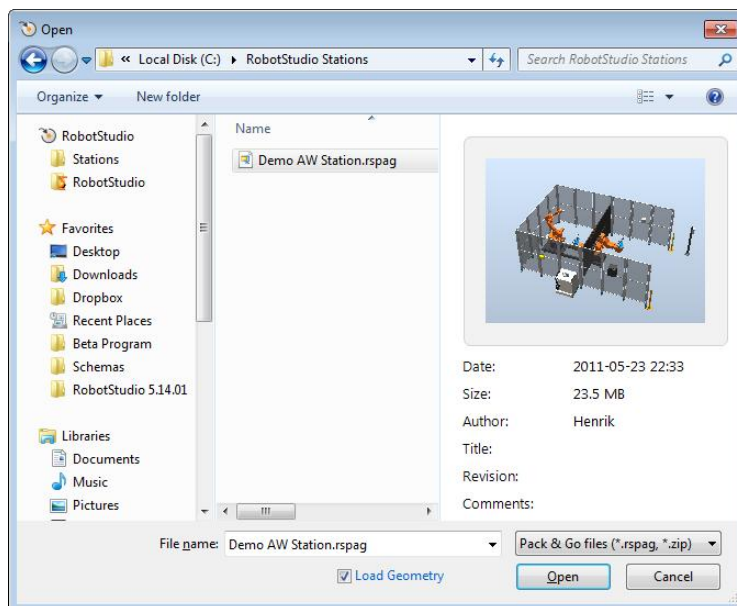 Open
« Local Disk (C:) ▸ RobotStudio Stations
Search RobotStudio Stations
Organize
New folder
RobotStudio
Stations
RobotStudio
Favorites
Desktop
Downloads
Dropbox
Recent Places
Beta Program
Schemas
RobotStudio 5.14.01
Libraries
Documents
Music
Pictures
Name
Demo AW Station.rspag
Date: 2011-05-23 22:33
Size: 23.5 MB
Author: Henrik
Title:
Revision:
Comments:
File name: Demo AW Station.rspag
Pack & Go files (*.rspag, *.zip)
Load Geometry
Open
Cancel